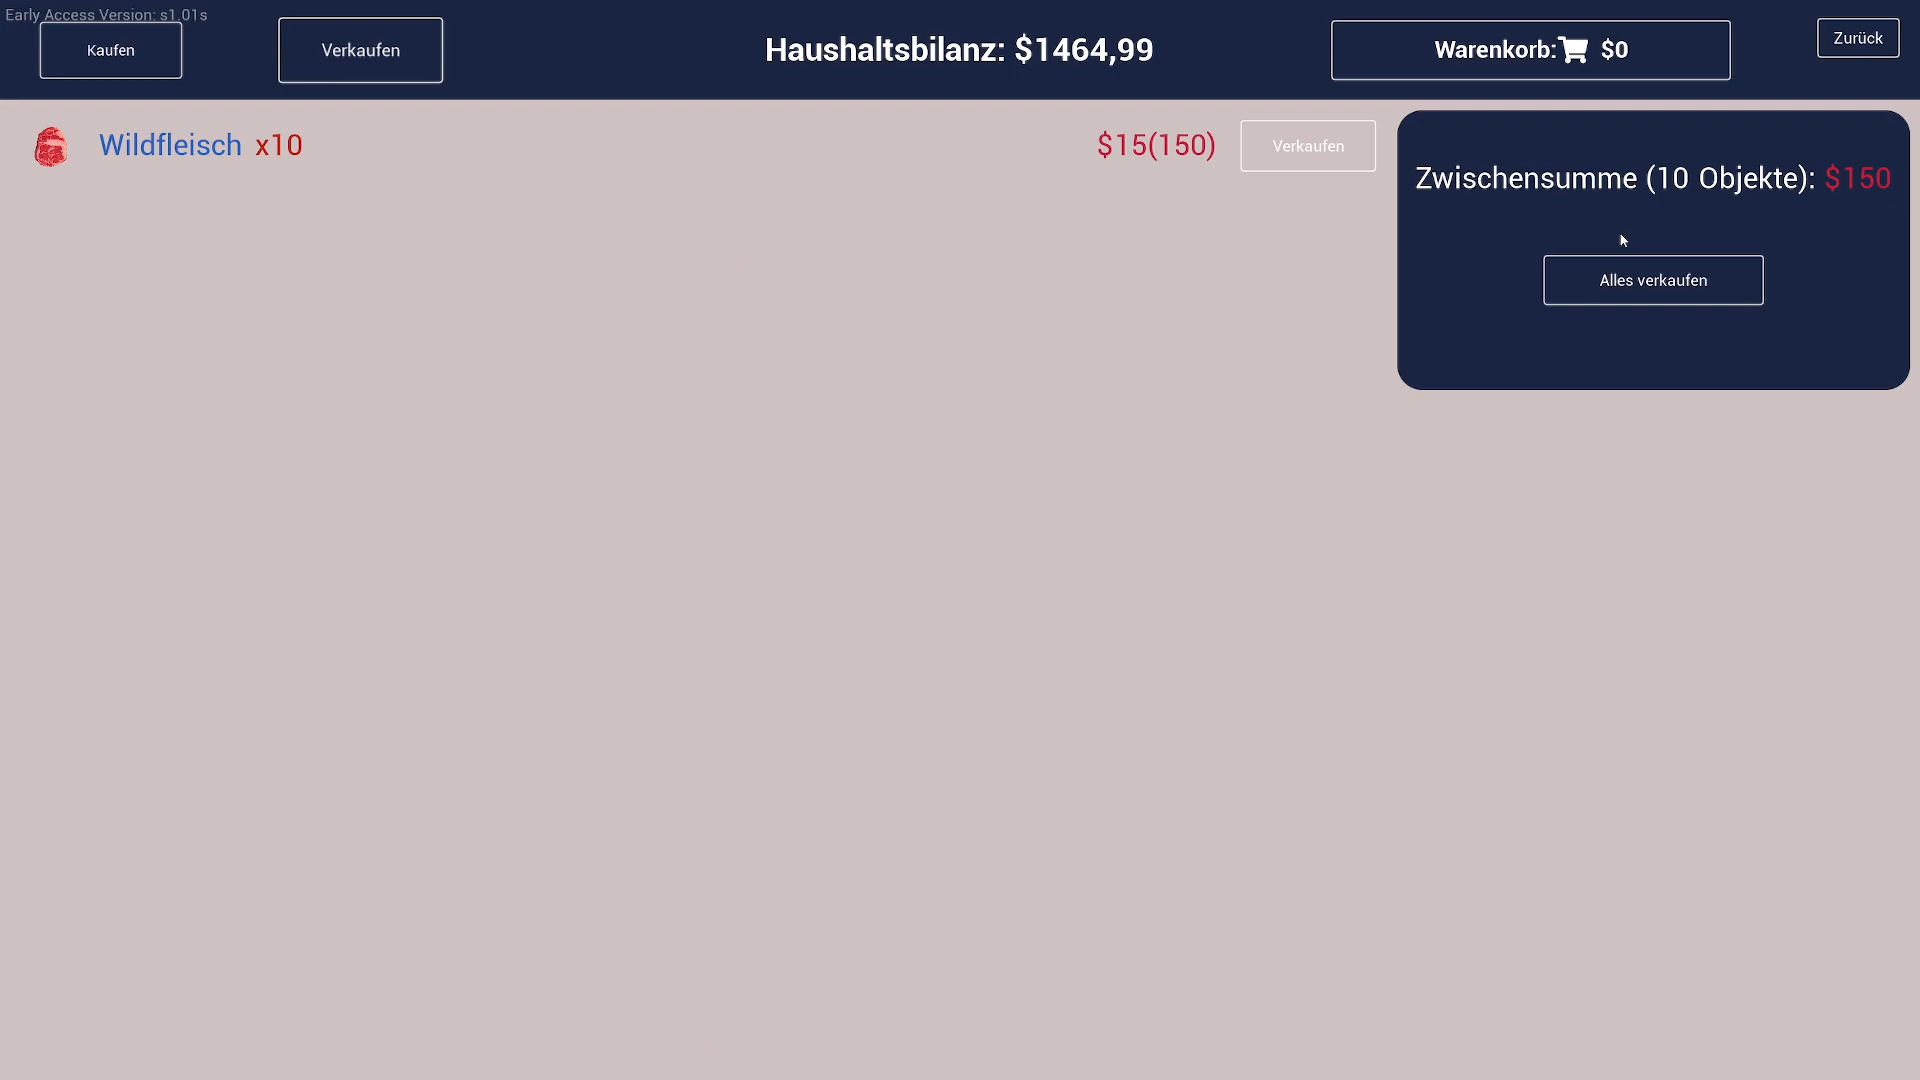 Early Access Version: s1.01s
Kaufen
Verkaufen
Haushaltsbilanz: $1464,99
Warenkorb: $0
Zurück
Wildfleisch x10
$15(150)
Verkaufen
Zwischensumme (10 Objekte): $150
Alles verkaufen